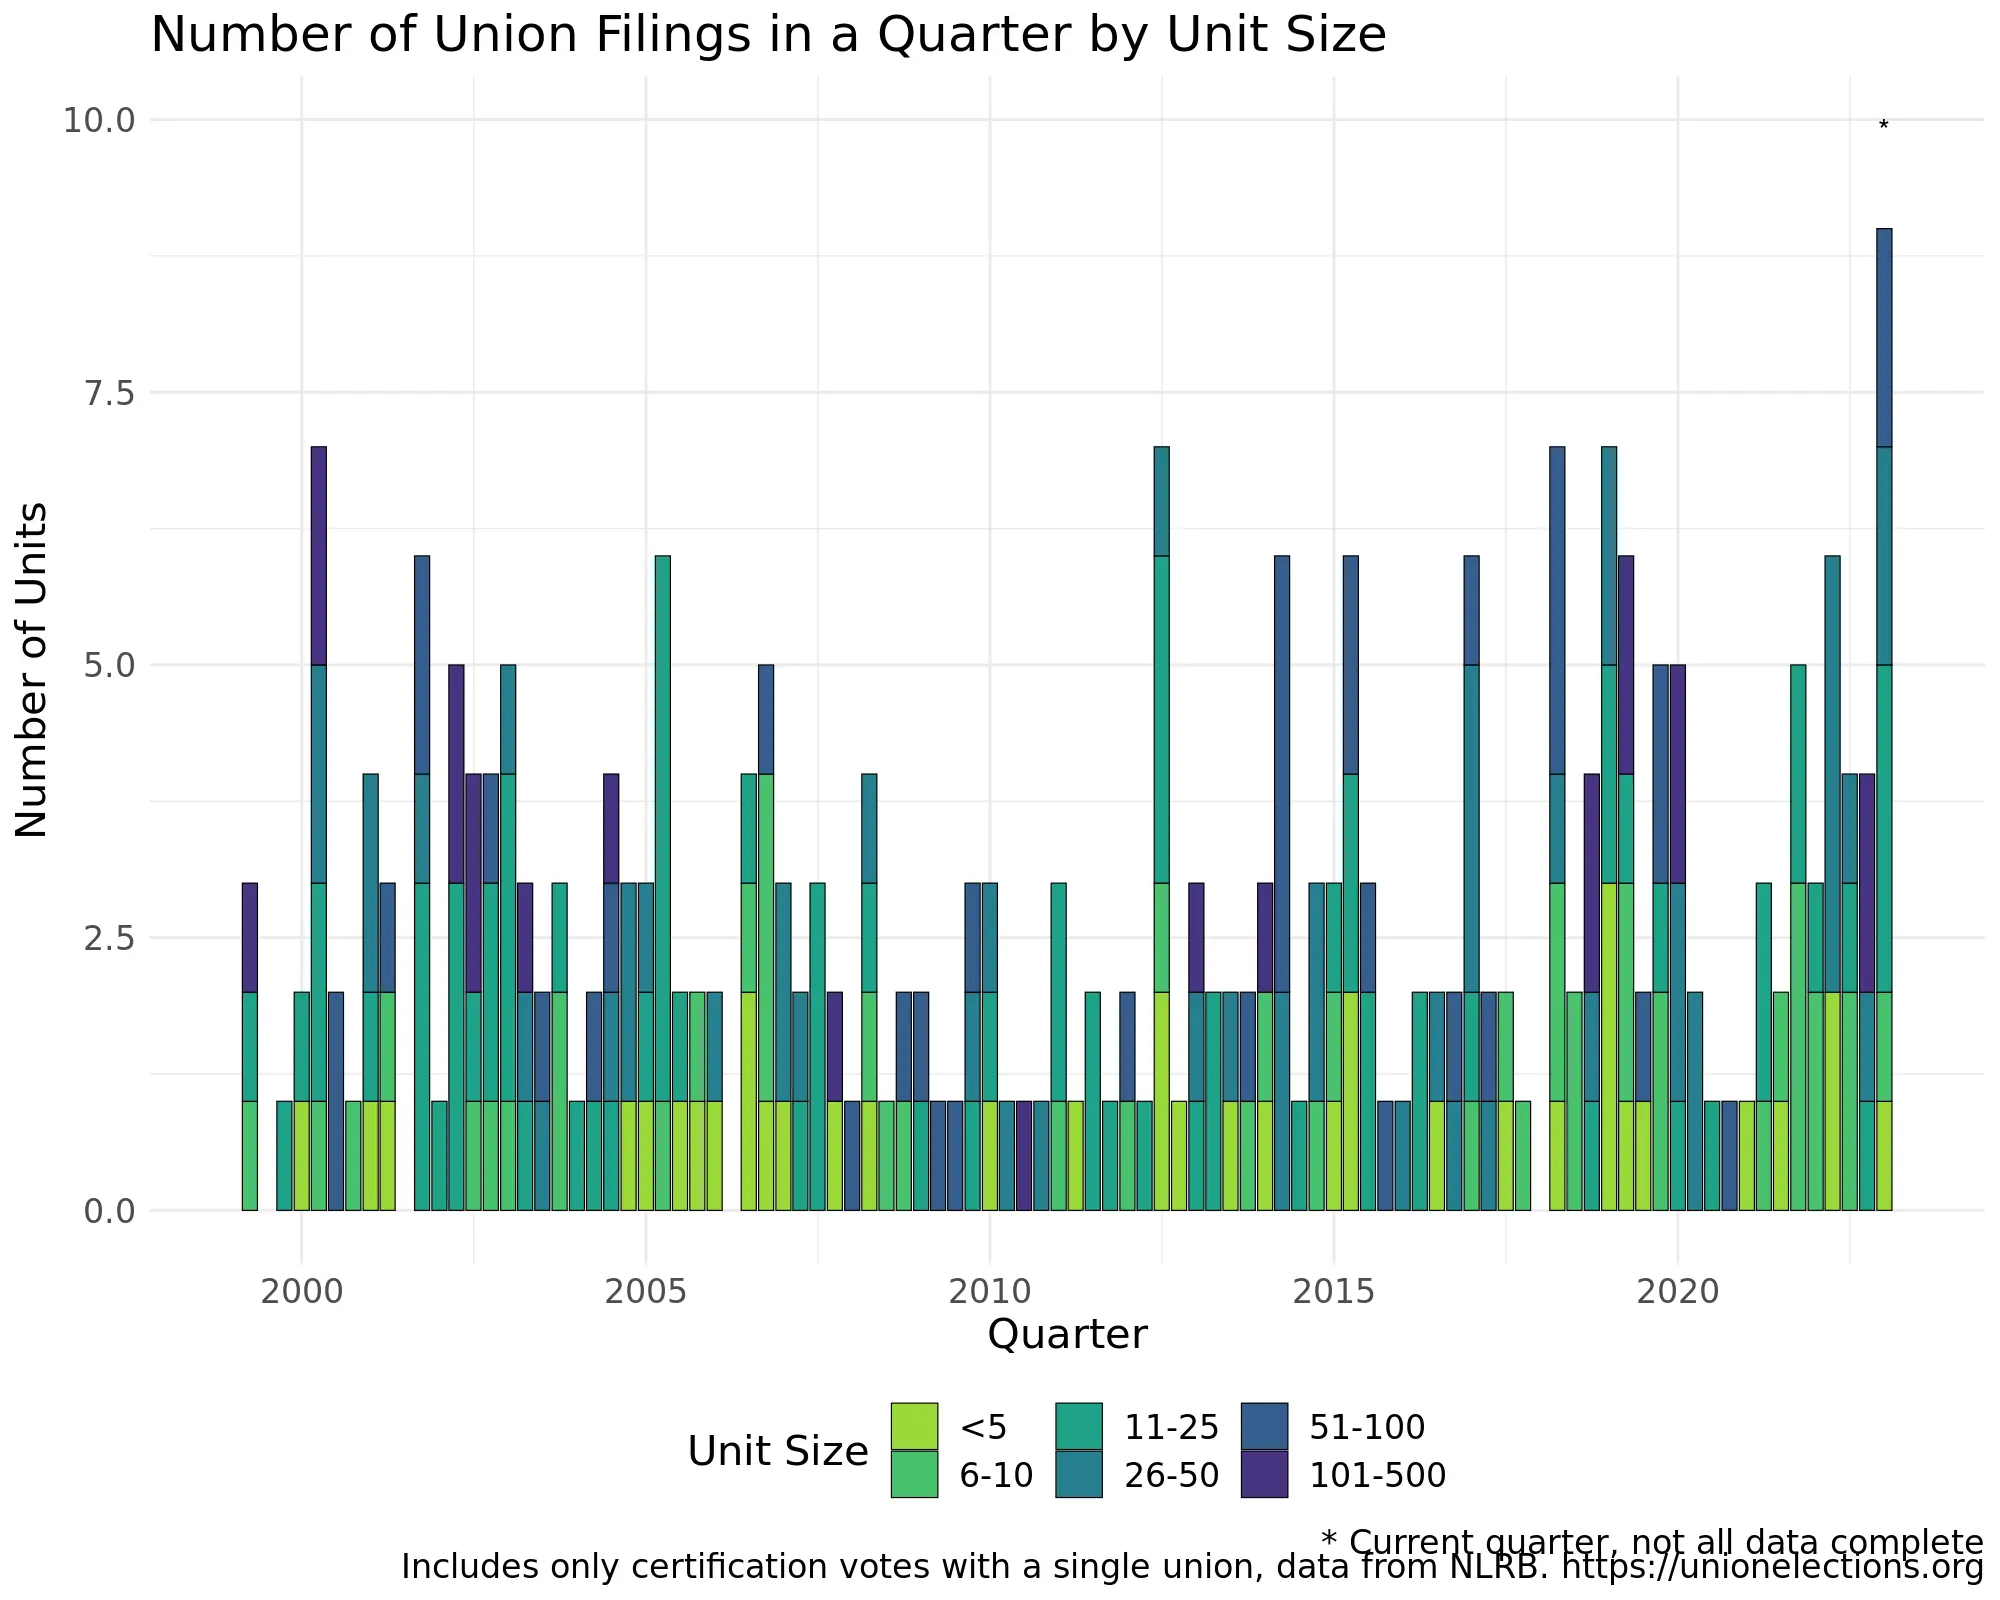 Number of Union Filings in a Quarter by Unit Size
10.0
*
7.5
5.0
2.5
0.0
Number of Units
2000 2005 2010 2015 2020
Quarter
Unit Size
<5 11-25 51-100
6-10 26-50 101-500
* Current quarter, not all data complete
Includes only certification votes with a single union, data from NLRB. https://unionelections.org